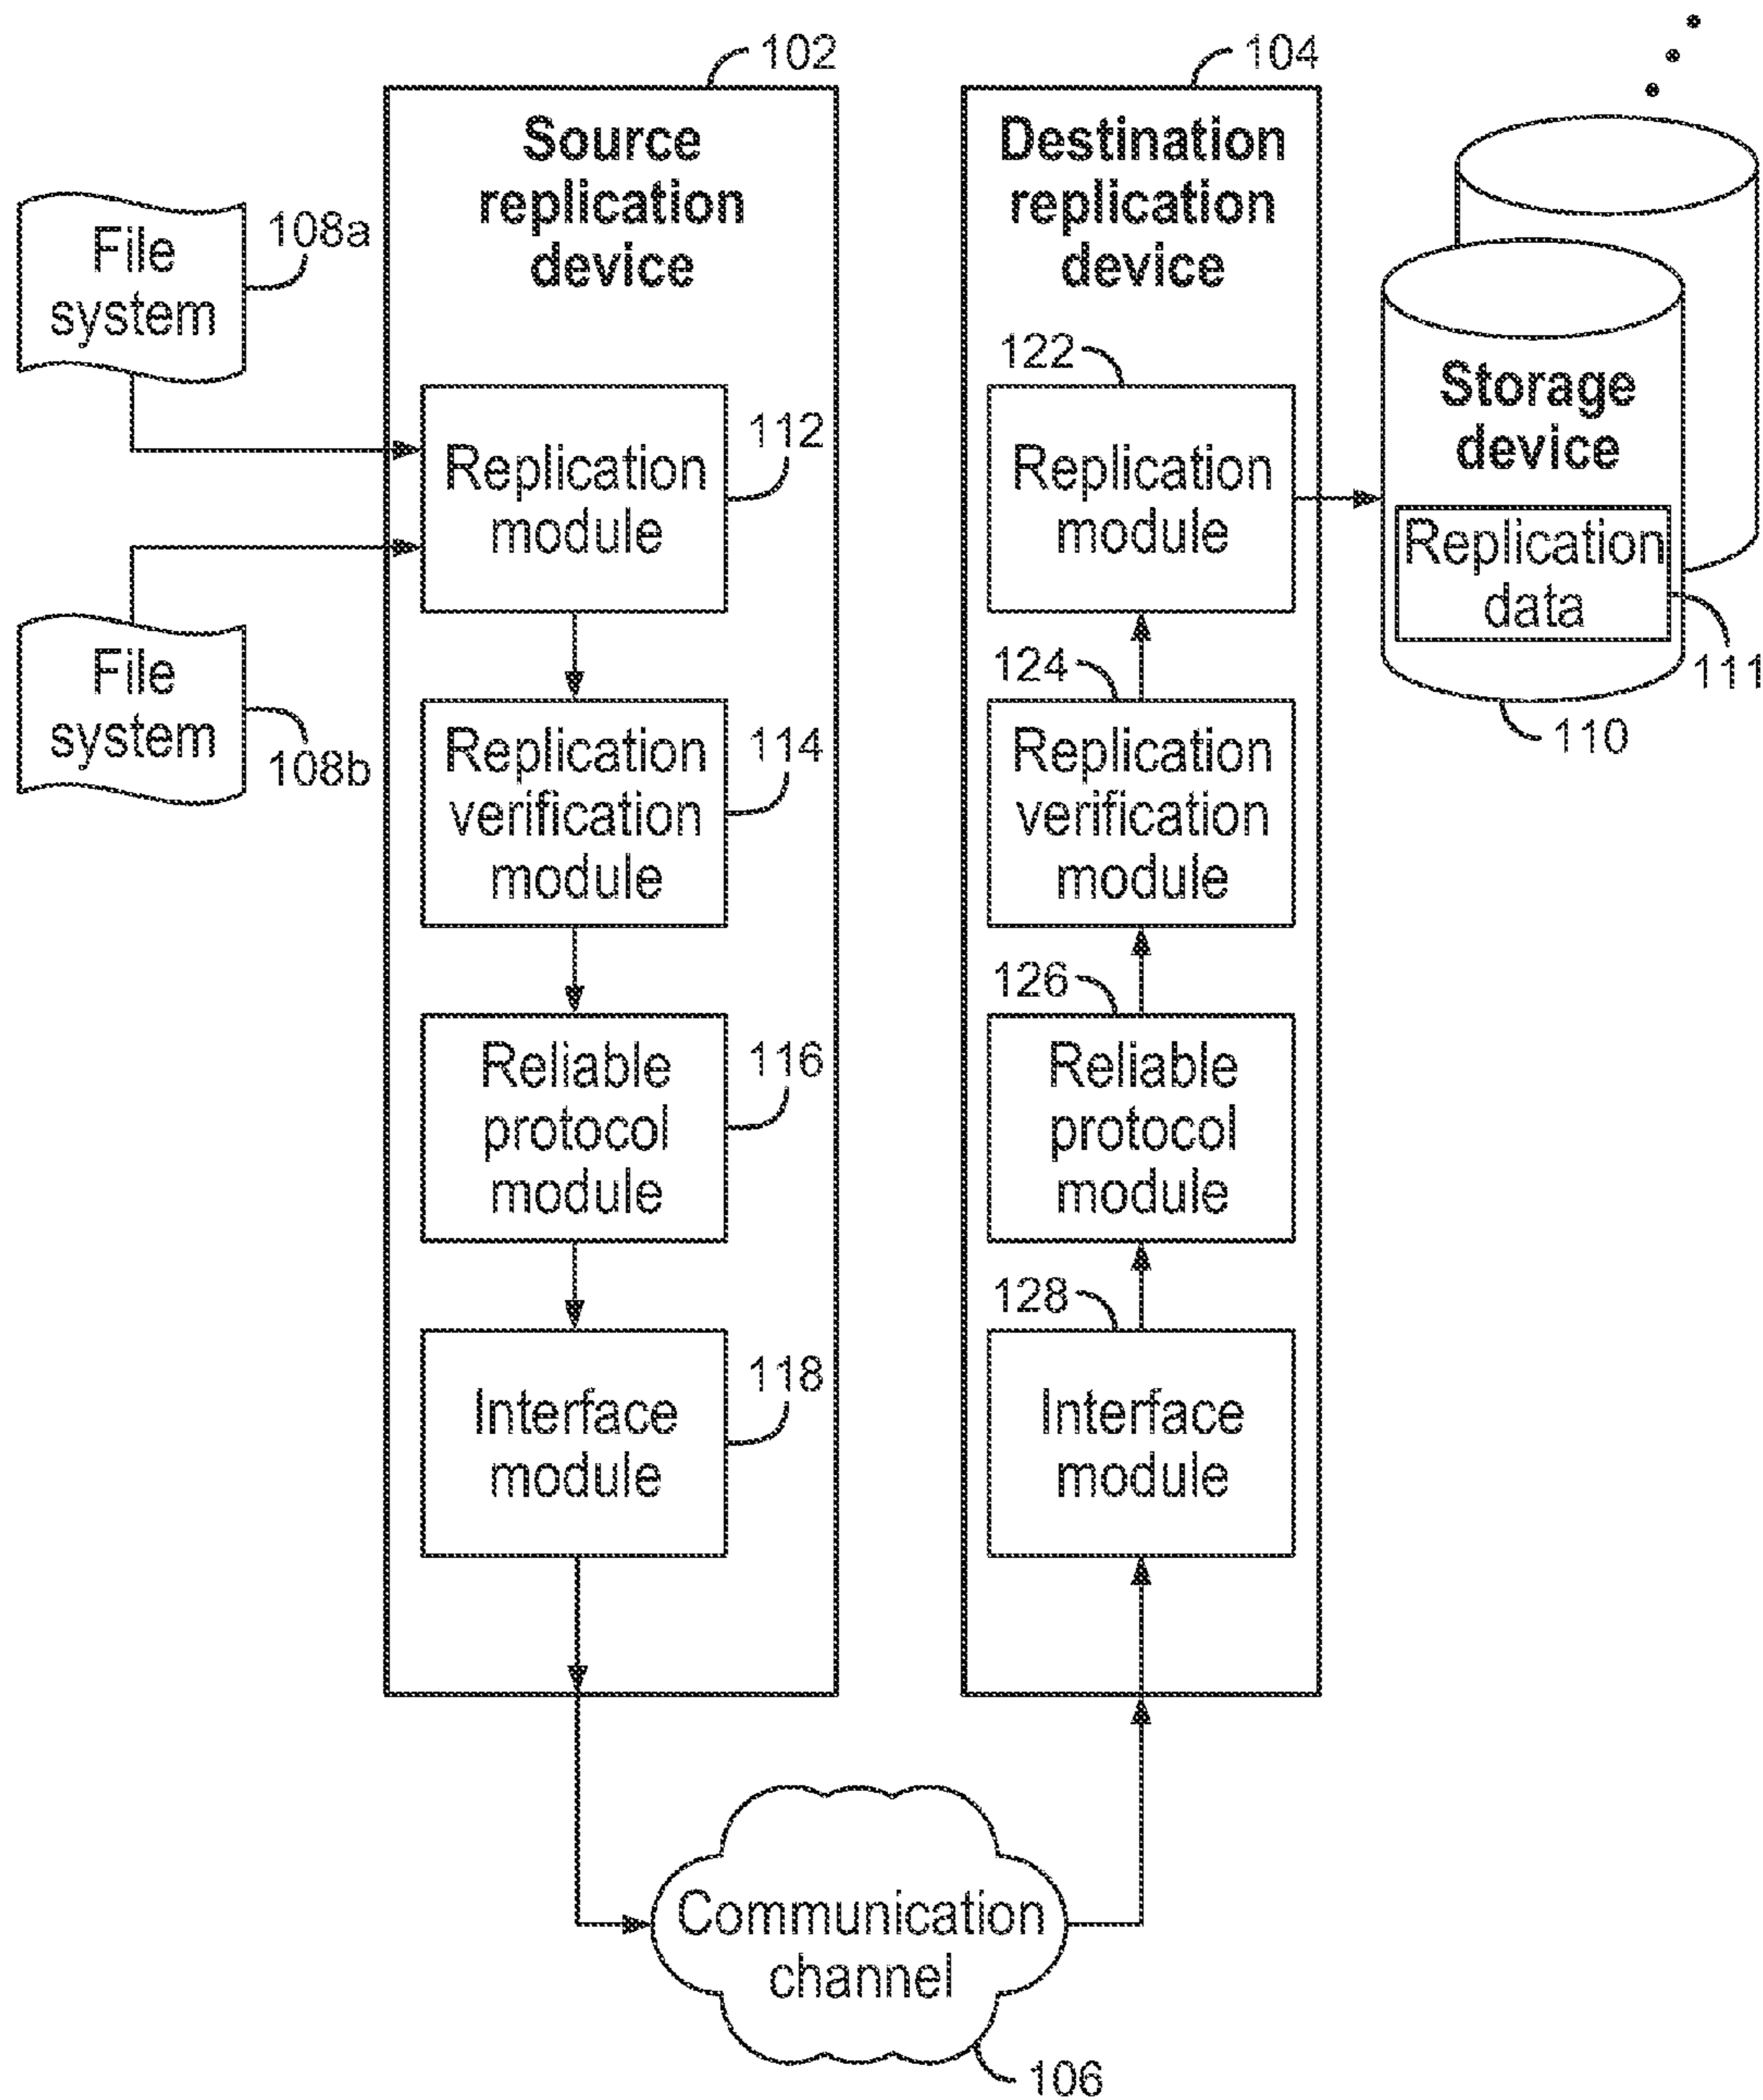 102
104
Source
replication
device
Destination
replication
device
File
system
108a
File
system
108b
Replication
module
112
Replication
verification
module
114
Reliable
protocol
module
116
Interface
module
118
122
Replication
module
124
Replication
verification
module
126
Reliable
protocol
module
128
Interface
module
Storage
device
Replication
data
111
110
Communication
channel
106